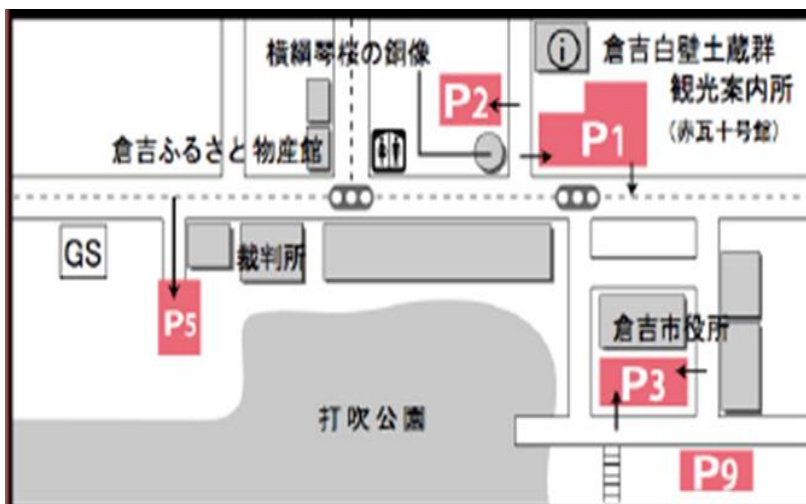 横綱琴桜の銅像
倉吉白壁土蔵群
観光案内所
(赤瓦十号館)
P2
P1
倉吉ふるさと物産館
GS
裁判所
P5
倉吉市役所
P3
打吹公園
P9